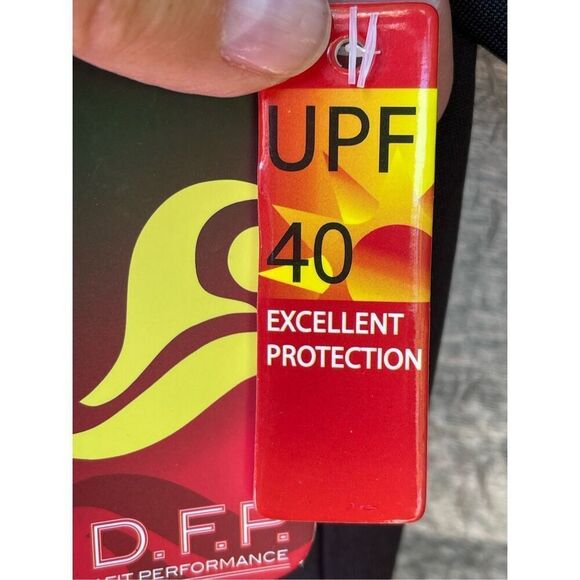 UPF
40
EXCELLENT
PROTECTION
D.F.P.
FIT PERFORMANCE